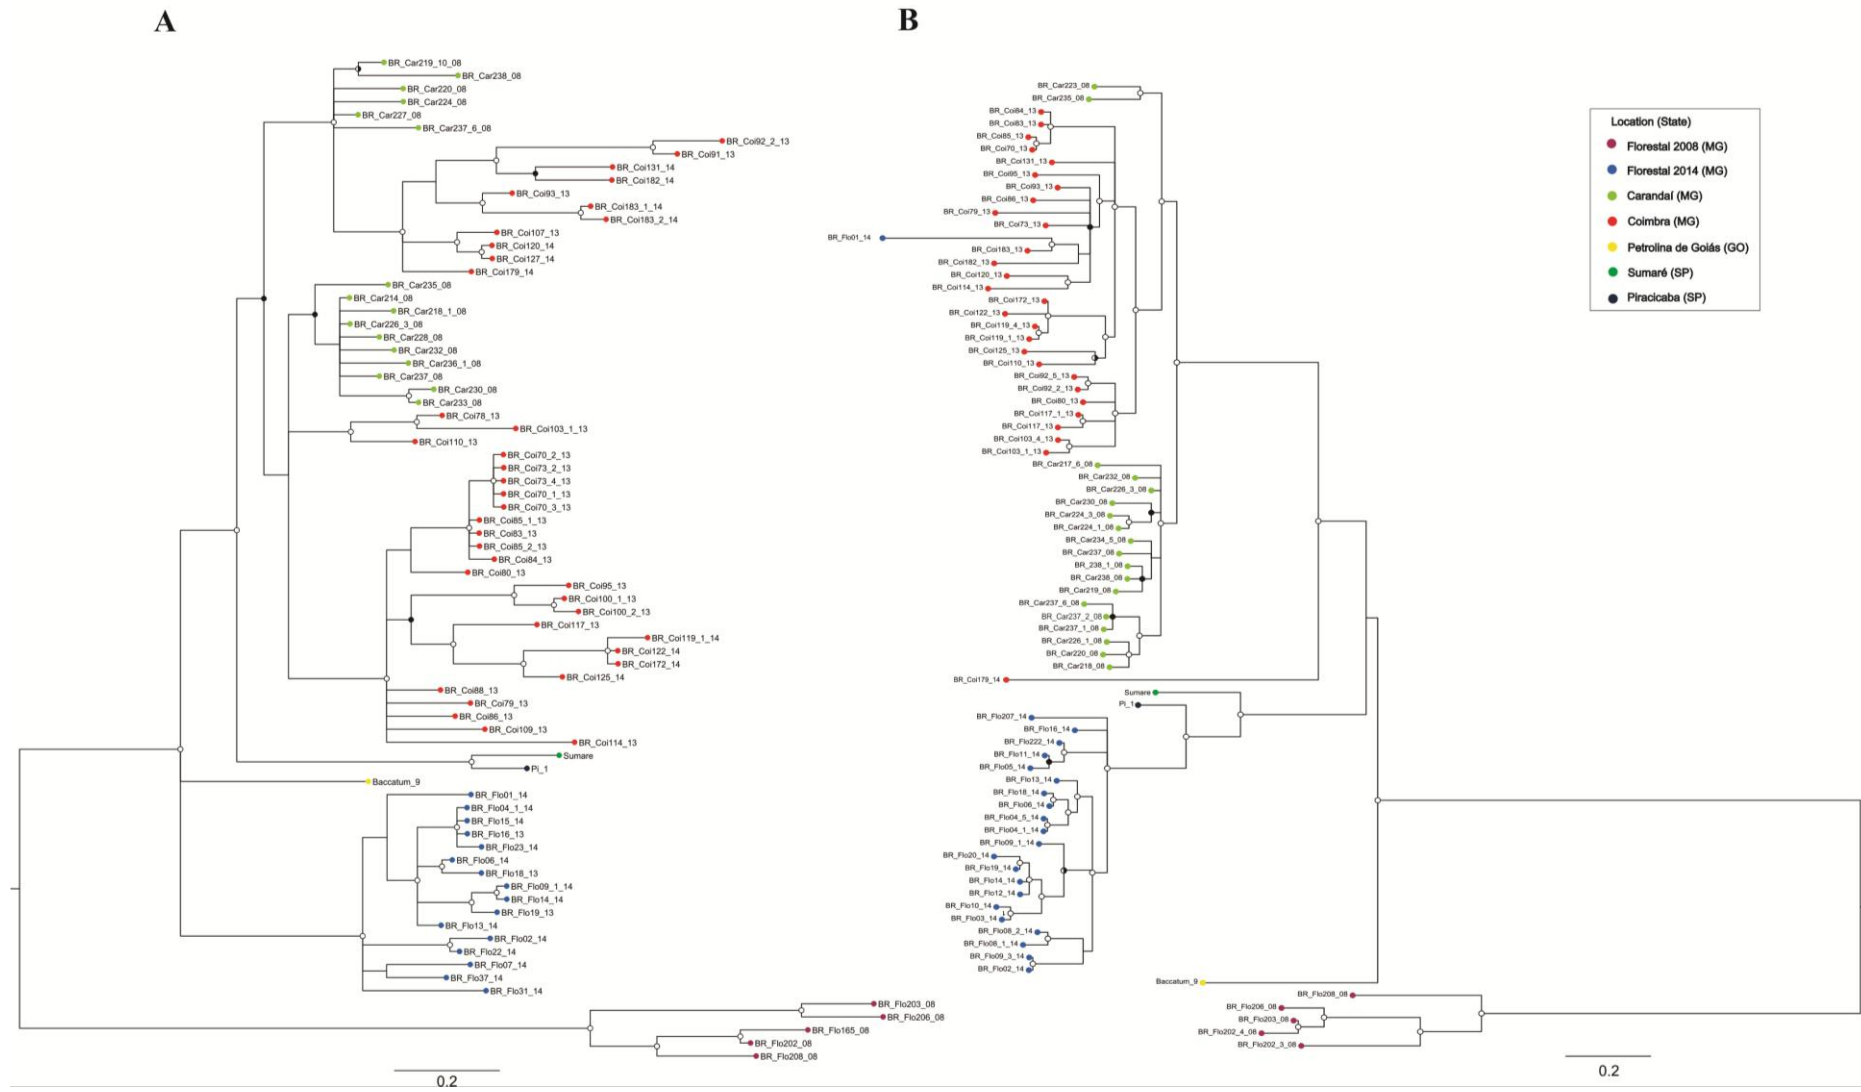 A
BR_Car219_10_08
BR_Car238_08
BR_Car220_08
BR_Car224_08
BR_Car227_08
BR_Car237_6_08
BR_Coi92_2_13
BR_Coi91_13
BR_Coi131_14
BR_Coi182_14
BR_Coi93_13
BR_Coi183_1_14
BR_Coi183_2_14
BR_Coi107_13
BR_Coi120_14
BR_Coi127_14
BR_Coi179_14
BR_Car235_08
BR_Car214_08
BR_Car218_1_08
BR_Car226_3_08
BR_Car228_08
BR_Car232_08
BR_Car236_1_08
BR_Car237_08
BR_Car230_08
BR_Car233_08
BR_Coi78_13
BR_Coi103_1_13
BR_Coi110_13
BR_Coi70_2_13
BR_Coi73_2_13
BR_Coi73_4_13
BR_Coi70_1_13
BR_Coi70_3_13
BR_Coi85_1_13
BR_Coi83_13
BR_Coi85_2_13
BR_Coi84_13
BR_Coi80_13
BR_Coi95_13
BR_Coi100_1_13
BR_Coi100_2_13
BR_Coi117_13
BR_Coi119_1_14
BR_Coi122_14
BR_Coi172_14
BR_Coi125_14
BR_Coi88_13
BR_Coi79_13
BR_Coi86_13
BR_Coi109_13
BR_Coi114_13
Sumare
Pi_1
Baccatum_9
BR_Flo01_14
BR_Flo04_1_14
BR_Flo15_14
BR_Flo16_13
BR_Flo23_14
BR_Flo06_14
BR_Flo18_13
BR_Flo09_1_14
BR_Flo14_14
BR_Flo19_13
BR_Flo13_14
BR_Flo02_14
BR_Flo22_14
BR_Flo07_14
BR_Flo37_14
BR_Flo31_14
BR_Flo203_08
BR_Flo206_08
BR_Flo165_08
BR_Flo202_08
BR_Flo208_08
0.2
B
BR_Car223_08
BR_Car235_08
BR_Coi84_13
BR_Coi83_13
BR_Coi85_13
BR_Coi70_13
BR_Coi131_13
BR_Coi95_13
BR_Coi93_13
BR_Coi86_13
BR_Coi79_13
BR_Coi73_13
BR_Flo01_14
BR_Coi183_13
BR_Coi182_13
BR_Coi120_13
BR_Coi114_13
BR_Coi172_13
BR_Coi122_13
BR_Coi119_4_13
BR_Coi119_1_13
BR_Coi125_13
BR_Coi110_13
BR_Coi92_5_13
BR_Coi92_2_13
BR_Coi80_13
BR_Coi117_1_13
BR_Coi117_13
BR_Coi103_4_13
BR_Coi103_1_13
BR_Car217_6_08
BR_Car232_08
BR_Car226_3_08
BR_Car230_08
BR_Car224_3_08
BR_Car224_1_08
BR_Car234_5_08
BR_Car237_08
BR_238_1_08
BR_Car238_08
BR_Car219_08
BR_Car237_6_08
BR_Car237_2_08
BR_Car237_1_08
BR_Car226_1_08
BR_Car220_08
BR_Car218_08
BR_Coi179_14
Sumare
Pi_1
BR_Flo207_14
BR_Flo16_14
BR_Flo222_14
BR_Flo11_14
BR_Flo05_14
BR_Flo13_14
BR_Flo18_14
BR_Flo06_14
BR_Flo04_5_14
BR_Flo04_1_14
BR_Flo09_1_14
BR_Flo20_14
BR_Flo19_14
BR_Flo14_14
BR_Flo12_14
BR_Flo10_14
BR_Flo03_14
BR_Flo08_2_14
BR_Flo08_1_14
BR_Flo09_3_14
BR_Flo02_14
Baccatum_9
BR_Flo208_08
BR_Flo206_08
BR_Flo203_08
BR_Flo202_4_08
BR_Flo202_3_08
0.2
Location (State)
Florestal 2008 (MG)
Florestal 2014 (MG)
Carandaí (MG)
Coimbra (MG)
Petrolina de Goiás (GO)
Sumaré (SP)
Piracicaba (SP)